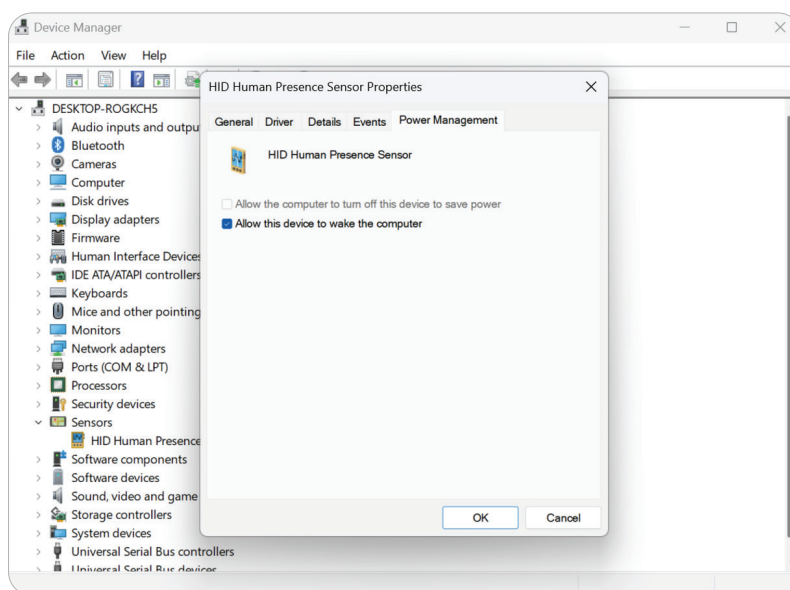 Device Manager
File Action View Help
HID Human Presence Sensor Properties
General Driver Details Events Power Management
HID Human Presence Sensor
Allow the computer to turn off this device to save power
Allow this device to wake the computer
OK Cancel
DESKTOP-ROGKCH5
Audio inputs and outpu
Bluetooth
Cameras
Computer
Disk drives
Display adapters
Firmware
Human Interface Devices
IDE ATA/ATAPI controllers
Keyboards
Mice and other pointing
Monitors
Network adapters
Ports (COM & LPT)
Processors
Security devices
Sensors
HID Human Presence
Software components
Software devices
Sound, video and game
Storage controllers
System devices
Universal Serial Bus controllers
Universal Serial Bus devices